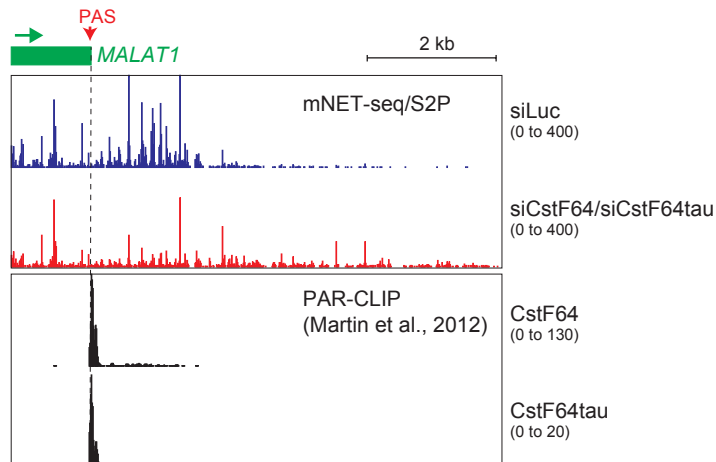 PAS
MALAT1
2 kb
mNET-seq/S2P
siLuc
(0 to 400)
siCstF64/siCstF64tau
(0 to 400)
PAR-CLIP
(Martin et al., 2012)
CstF64
(0 to 130)
CstF64tau
(0 to 20)